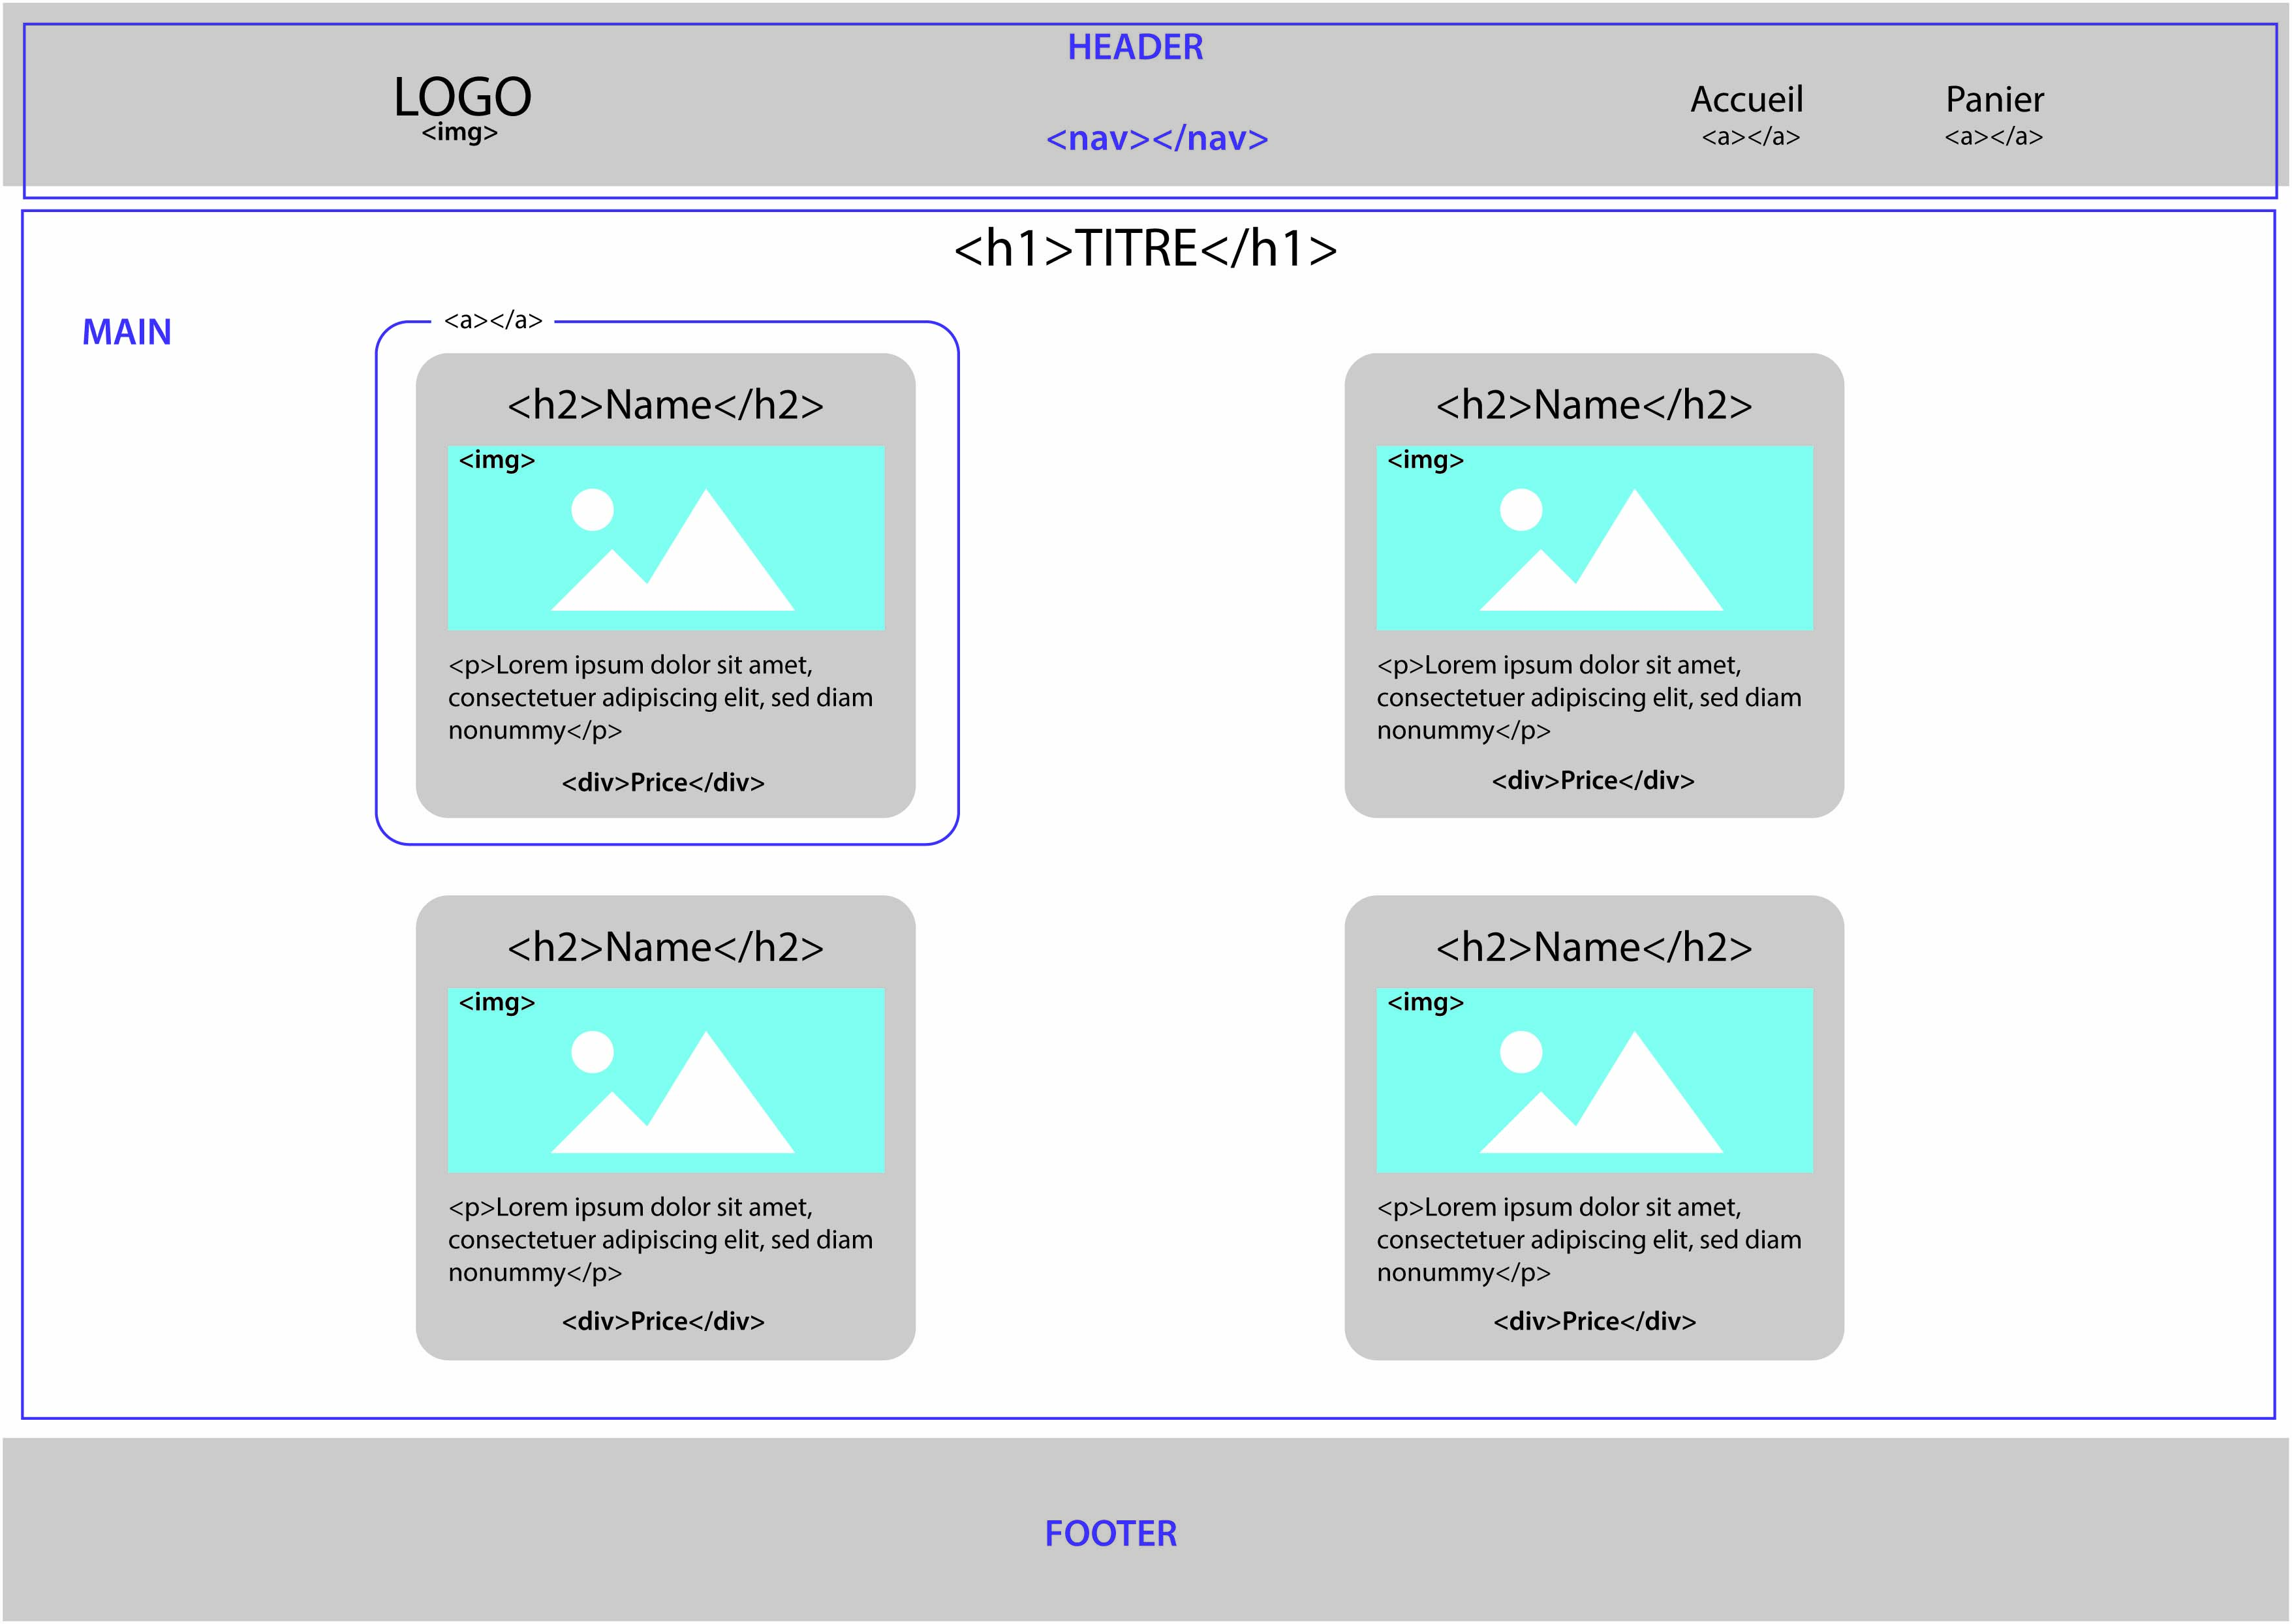 HEADER
LOGO
<img>
<nav></nav>
Accueil
<a></a>
Panier
<a></a>
<h1>TITRE</h1>
MAIN
<a></a>
<h2>Name</h2>
<img>
<p>Lorem ipsum dolor sit amet,
consectetuer adipiscing elit, sed diam
nonummy</p>
<div>Price</div>
<h2>Name</h2>
<img>
<p>Lorem ipsum dolor sit amet,
consectetuer adipiscing elit, sed diam
nonummy</p>
<div>Price</div>
<h2>Name</h2>
<img>
<p>Lorem ipsum dolor sit amet,
consectetuer adipiscing elit, sed diam
nonummy</p>
<div>Price</div>
<h2>Name</h2>
<img>
<p>Lorem ipsum dolor sit amet,
consectetuer adipiscing elit, sed diam
nonummy</p>
<div>Price</div>
FOOTER